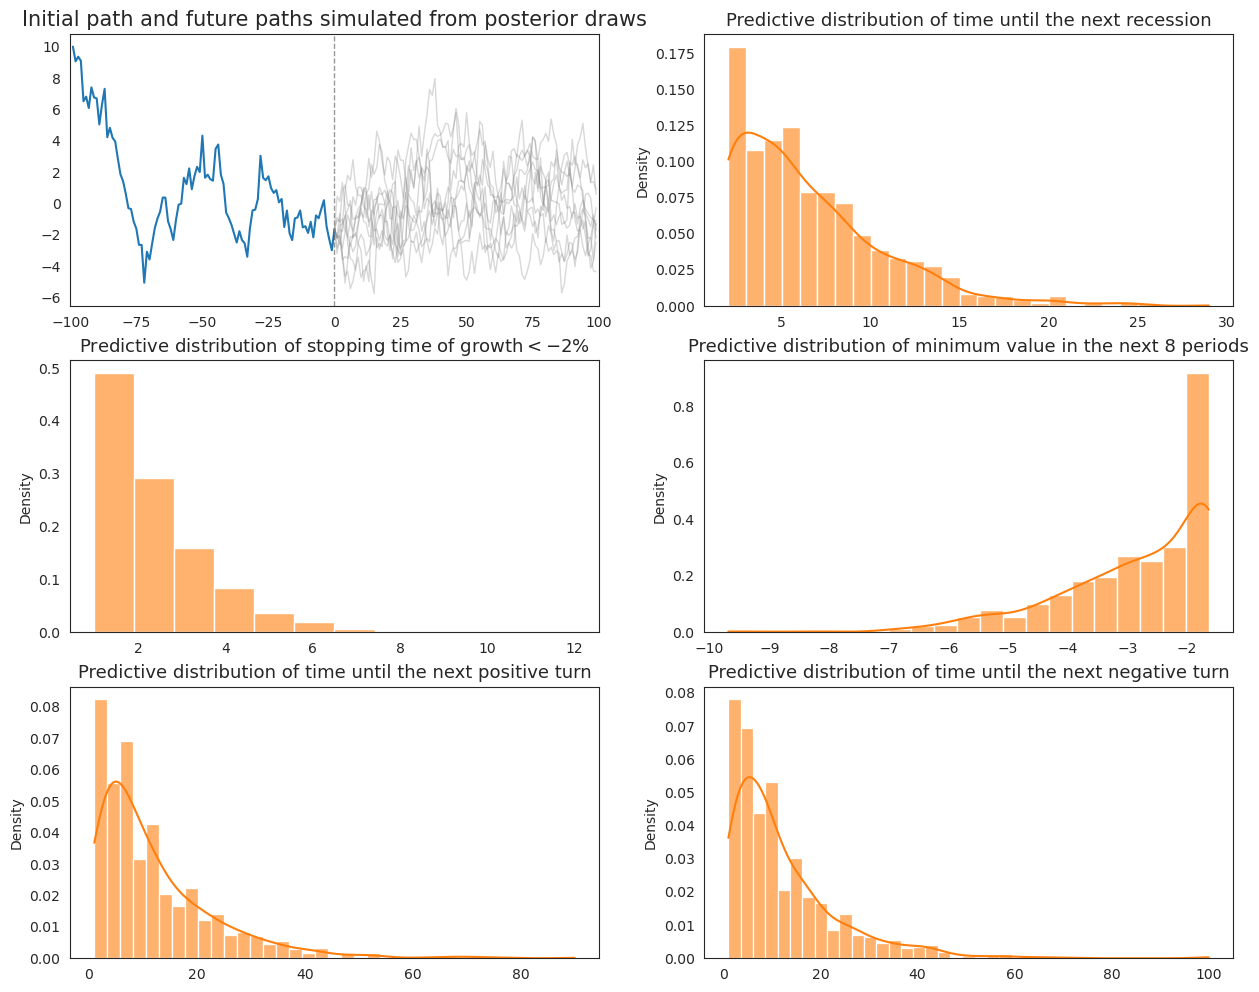 Initial path and future paths simulated from posterior draws
10
8
6
4
2
0
−2
−4
−6
−100 −75 −50 −25 0 25 50 75 100
Predictive distribution of time until the next recession
Density
0.175
0.150
0.125
0.100
0.075
0.050
0.025
0.000
5 10 15 20 25 30
Predictive distribution of stopping time of growth < −2%
Density
0.5
0.4
0.3
0.2
0.1
0.0
2 4 6 8 10 12
Predictive distribution of minimum value in the next 8 periods
Density
0.8
0.6
0.4
0.2
0.0
−10 −9 −8 −7 −6 −5 −4 −3 −2
Predictive distribution of time until the next positive turn
Density
0.08
0.07
0.06
0.05
0.04
0.03
0.02
0.01
0.00
0 20 40 60 80
Predictive distribution of time until the next negative turn
Density
0.08
0.07
0.06
0.05
0.04
0.03
0.02
0.01
0.00
0 20 40 60 80 100